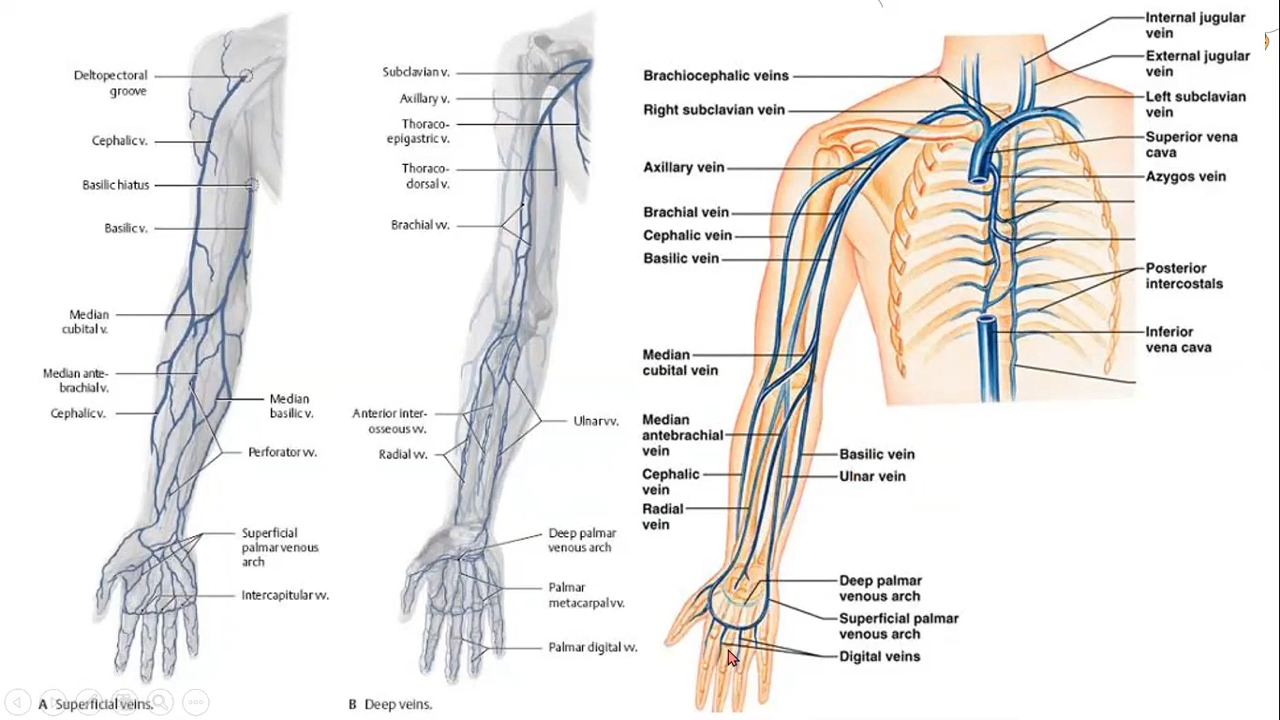 Deltopectoral
groove
Cephalic v.
Basilic hiatus
Basilic v.
Median
cubital v.
Median ante-
brachial v.
Cephalic v.
Median
basilic v.
Perforator vv.
Superficial
palmar venous
arch
Intercapitular vv.
A Superficial veins.
Subclavian v.
Axillary v.
Thoraco-
epigastric v.
Thoraco-
dorsal v.
Brachial vv.
Anterior inter-
osseous vv.
Radial vv.
Ulnar vv.
Deep palmar
venous arch
Palmar
metacarpal vv.
Palmar digital vv.
B Deep veins.
Brachiocephalic veins
Right subclavian vein
Axillary vein
Brachial vein
Cephalic vein
Basilic vein
Median
cubital vein
Median
antebrachial
vein
Cephalic
vein
Radial
vein
Internal jugular
vein
External jugular
vein
Left subclavian
vein
Superior vena
cava
Azygos vein
Posterior
intercostals
Inferior
vena cava
Basilic vein
Ulnar vein
Deep palmar
venous arch
Superficial palmar
venous arch
Digital veins